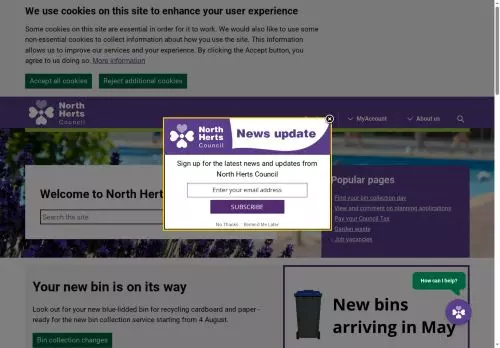 We use cookies on this site to enhance your user experience
Some cookies on this site are essential in order for it to work. We would also like to use some
non-essential cookies to collect information about how you use the site. This information
allows us to improve our services and your experience. By clicking the Accept button, you
agree to us doing so. More information
Accept all cookies
Reject additional cookies
North
Herts
Council
MyAccount
About us
North
Herts
Council
News update
Sign up for the latest news and updates from
North Herts Council
Enter your email address
SUBSCRIBE
No Thanks
Remind Me Later
Welcome to North Herts
Search the site
Popular pages
Find your bin collection day
View and comment on planning applications
Pay your Council Tax
Garden waste
Job vacancies
Your new bin is on its way
Look out for your new blue-lidded bin for recycling cardboard and paper -
ready for the new bin collection service starting from 4 August.
Bin collection changes
New bins
arriving in May
How can I help?